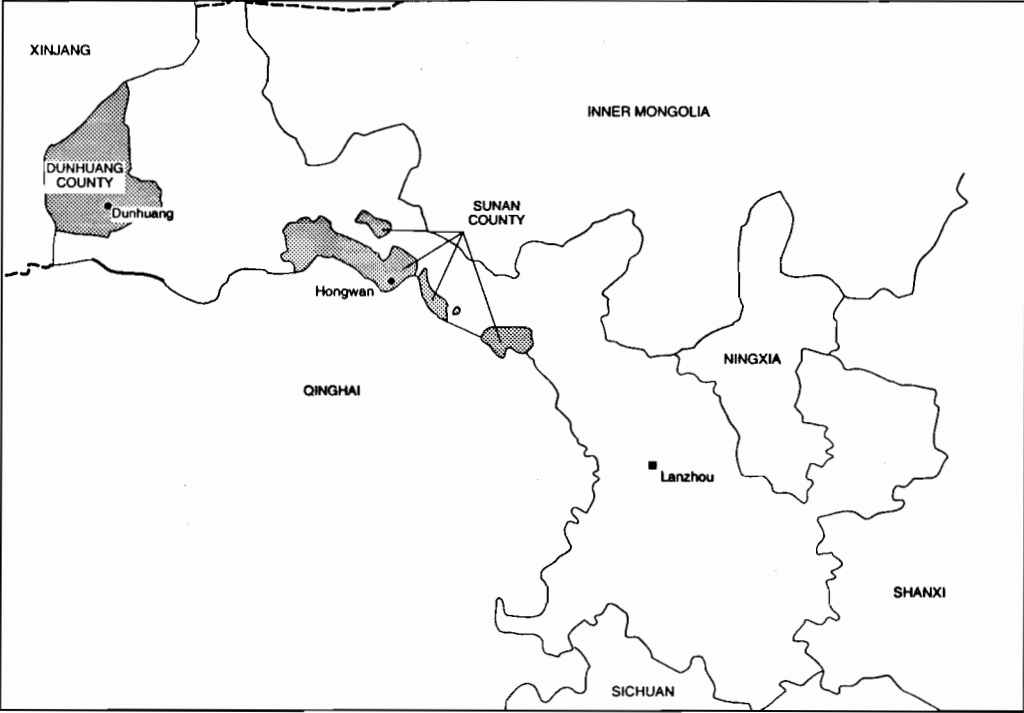 XINJANG
INNER MONGOLIA
DUNHUANG
COUNTY
Dunhuang
SUNAN
COUNTY
Hongwan
NINGXIA
QINGHAI
Lanzhou
SHANXI
SICHUAN